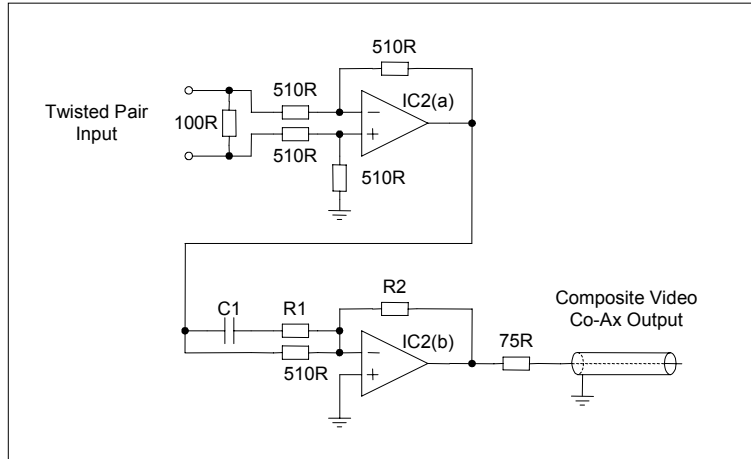 510R
510R
IC2(a)
Twisted Pair
Input
100R
−
+
510R
510R
C1
R1
R2
Composite Video
Co-Ax Output
IC2(b)
75R
−
+
510R